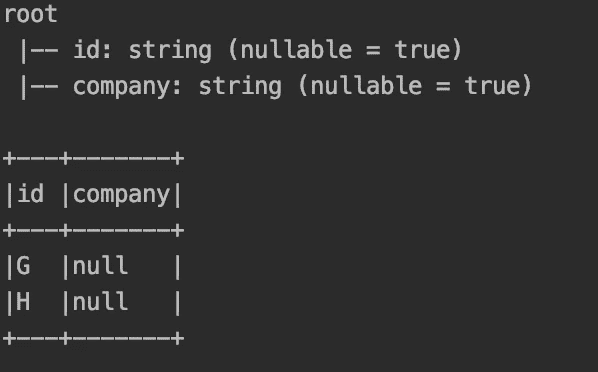 root
 |-- id: string (nullable = true)
 |-- company: string (nullable = true)

+---+-------+
|id |company|
+---+-------+
|G  |null   |
|H  |null   |
+---+-------+